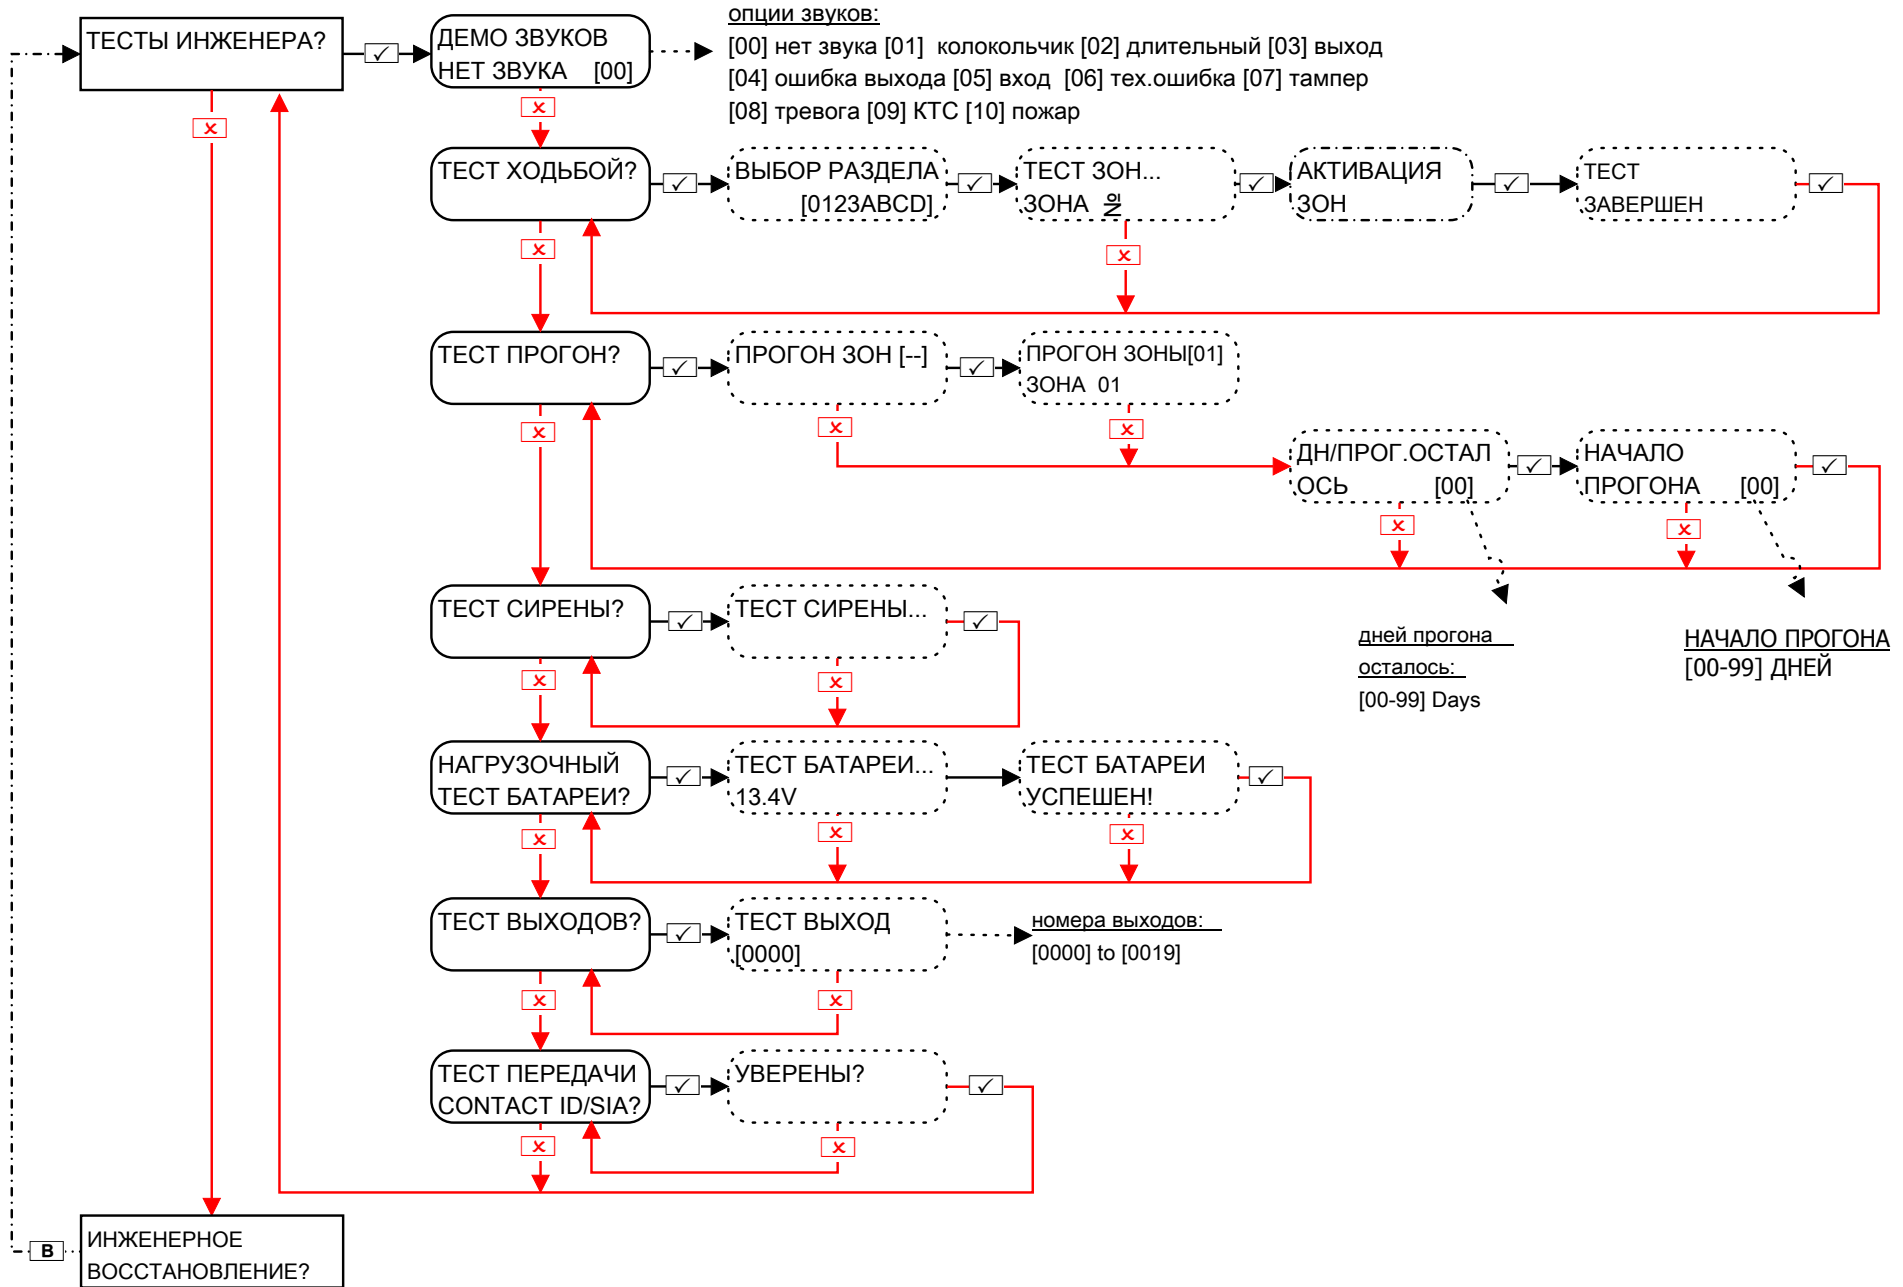 опции звуков:
ТЕСТЫ ИНЖЕНЕРА?
ДЕМО ЗВУКОВ
НЕТ ЗВУКА [00]
[00] нет звука [01] колокольчик [02] длительный [03] выход
[04] ошибка выхода [05] вход [06] тех.ошибка [07] тампер
[08] тревога [09] КТС [10] пожар
ТЕСТ ХОДЬБОЙ?
ВЫБОР РАЗДЕЛА
[0123ABCD]
ТЕСТ ЗОН...
ЗОНА №
АКТИВАЦИЯ
ЗОН
ТЕСТ
ЗАВЕРШЕН
ТЕСТ ПРОГОН?
ПРОГОН ЗОН [--]
ПРОГОН ЗОНЫ[01]
ЗОНА 01
ДН/ПРОГ.ОСТАЛ
ОСЬ [00]
НАЧАЛО
ПРОГОНА [00]
ТЕСТ СИРЕНЫ?
ТЕСТ СИРЕНЫ...
дней прогона
осталось:
[00-99] Days
НАЧАЛО ПРОГОНА
[00-99] ДНЕЙ
НАГРУЗОЧНЫЙ
ТЕСТ БАТАРЕИ?
ТЕСТ БАТАРЕИ...
13.4V
ТЕСТ БАТАРЕИ
УСПЕШЕН!
ТЕСТ ВЫХОДОВ?
ТЕСТ ВЫХОД
[0000]
номера выходов:
[0000] to [0019]
ТЕСТ ПЕРЕДАЧИ
CONTACT ID/SIA?
УВЕРЕНЫ?
B
ИНЖЕНЕРНОЕ
ВОССТАНОВЛЕНИЕ?